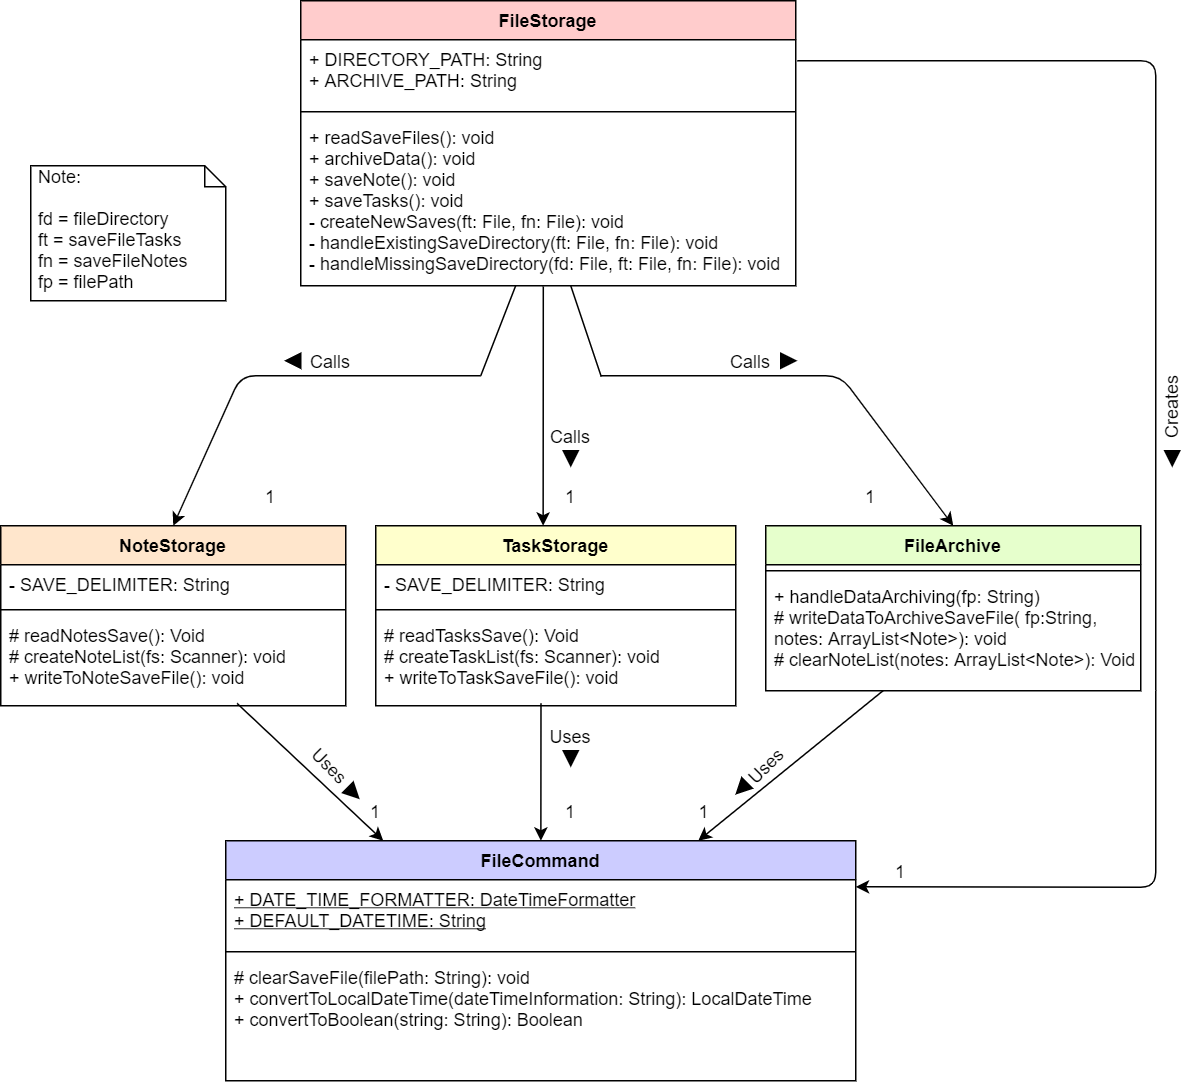 FileStorage
+ DIRECTORY_PATH: String
+ ARCHIVE_PATH: String
+ readSaveFiles(): void
+ archiveData(): void
+ saveNote(): void
+ saveTasks(): void
- createNewSaves(ft: File, fn: File): void
- handleExistingSaveDirectory(ft: File, fn: File): void
- handleMissingSaveDirectory(fd: File, ft: File, fn: File): void
Note:
fd = fileDirectory
ft = saveFileTasks
fn = saveFileNotes
fp = filePath
Calls
Calls
Calls
Creates
1
1
1
NoteStorage
- SAVE_DELIMITER: String
# readNotesSave(): Void
# createNoteList(fs: Scanner): void
+ writeToNoteSaveFile(): void
TaskStorage
- SAVE_DELIMITER: String
# readTasksSave(): Void
# createTaskList(fs: Scanner): void
+ writeToTaskSaveFile(): void
FileArchive
+ handleDataArchiving(fp: String)
# writeDataToArchiveSaveFile( fp:String,
notes: ArrayList<Note>): void
# clearNoteList(notes: ArrayList<Note>): Void
Uses
Uses
Uses
1
1
1
1
FileCommand
+ DATE_TIME_FORMATTER: DateTimeFormatter
+ DEFAULT_DATETIME: String
# clearSaveFile(filePath: String): void
+ convertToLocalDateTime(dateTimeInformation: String): LocalDateTime
+ convertToBoolean(string: String): Boolean